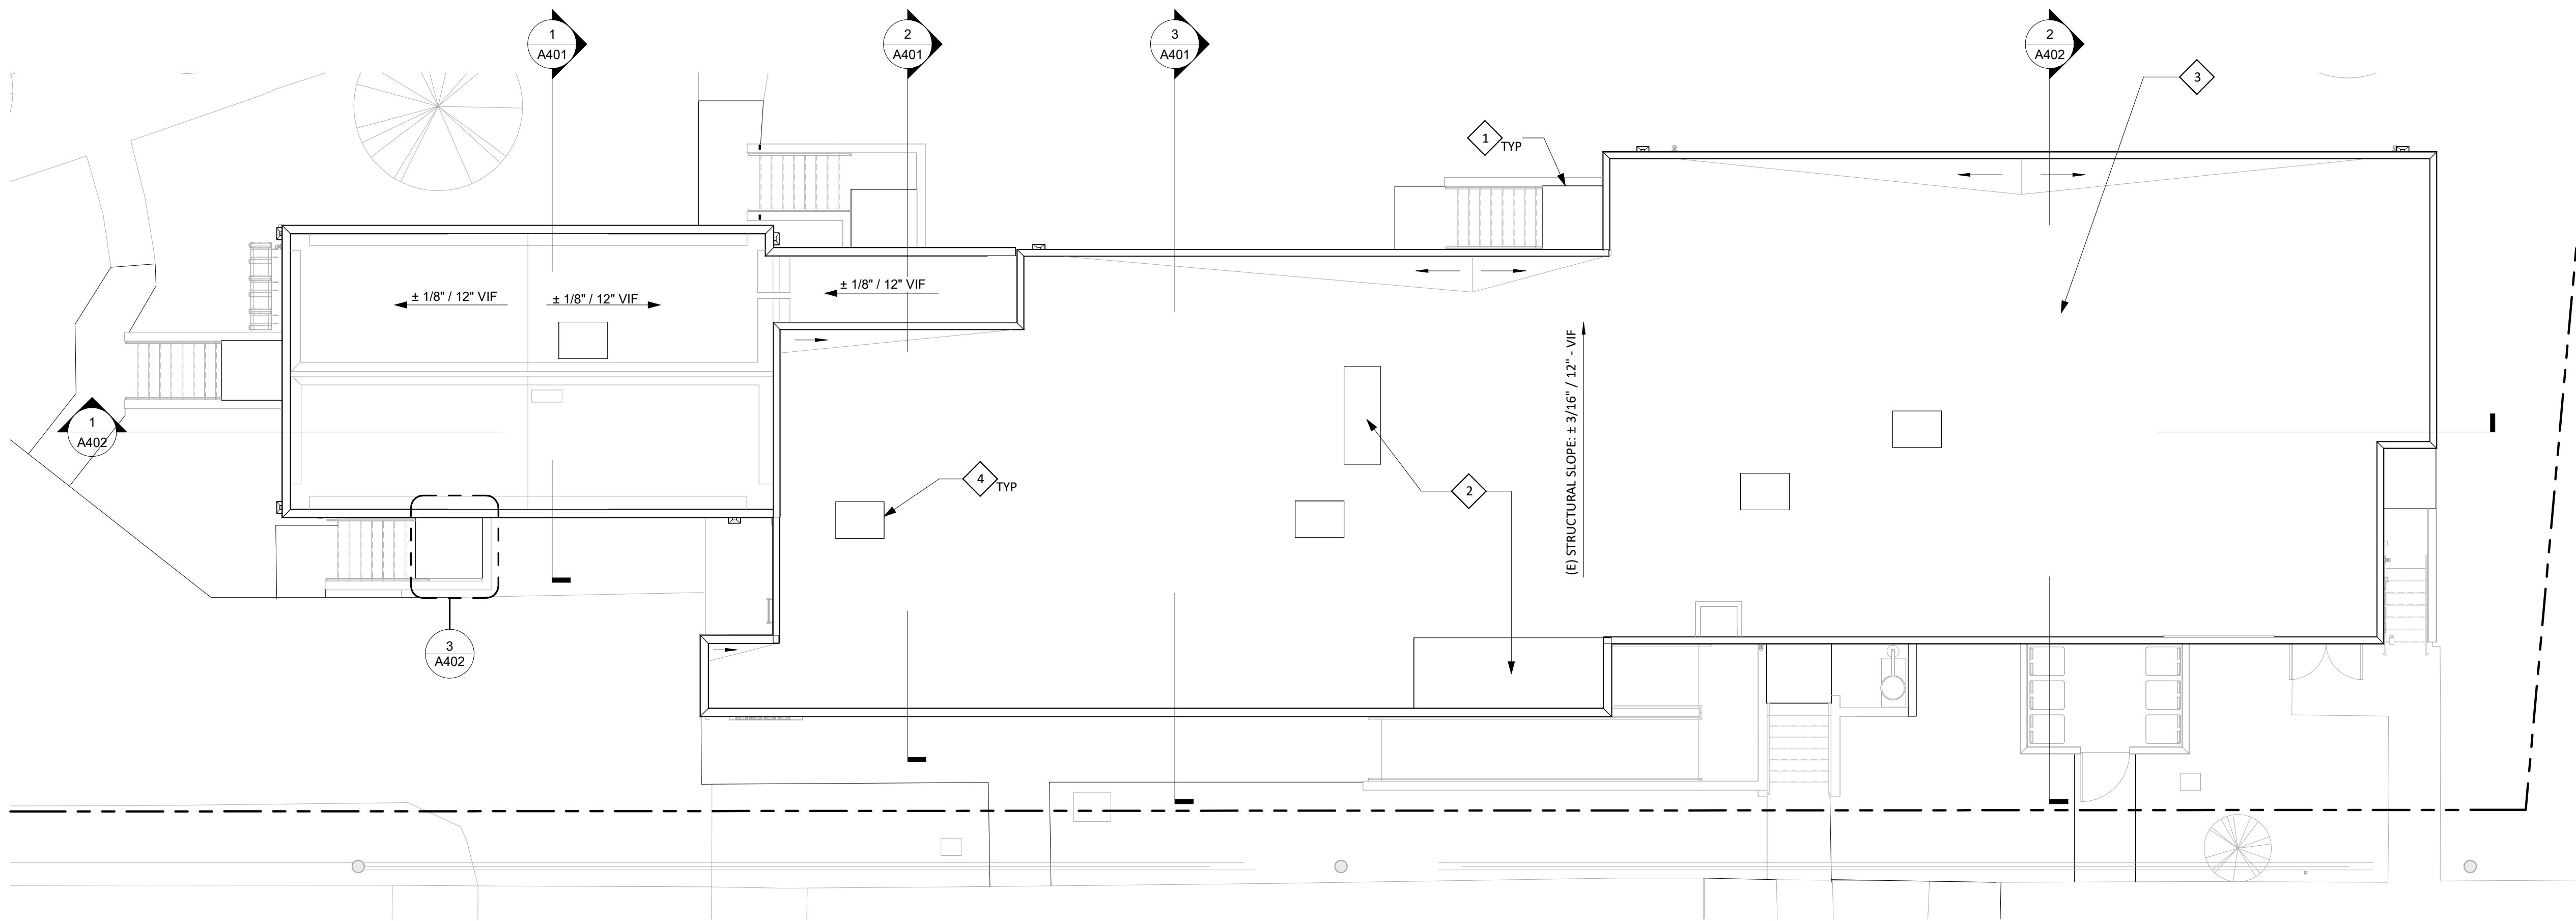 1
A401
2
A401
3
A401
2
A402
3
1
TYP
± 1/8" / 12" VIF
± 1/8" / 12" VIF
± 1/8" / 12" VIF
(E) STRUCTURAL SLOPE: ± 3/16" / 12" - VIF
1
A402
4
TYP
2
3
A402